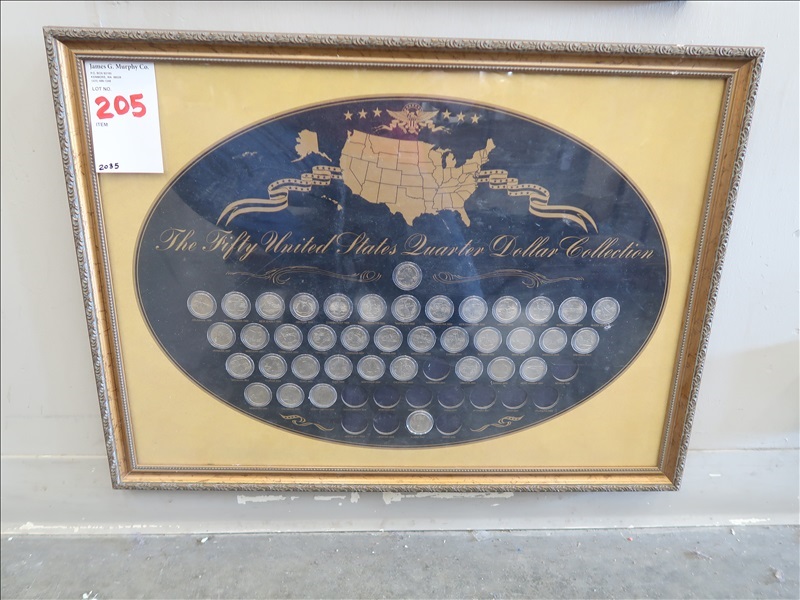 James G. Murphy Co.
LOT NO.
205
ITEM
2035
The Fifty United States Quarter Dollar Collection